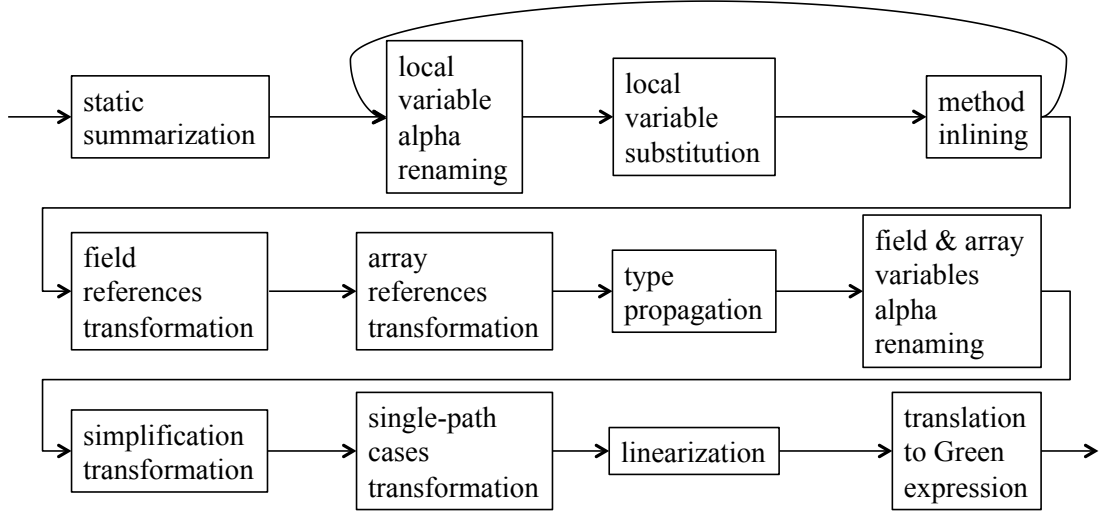 static
summarization
local
variable
alpha
renaming
local
variable
substitution
method
inlining
field
references
transformation
array
references
transformation
type
propagation
field & array
variables
alpha
renaming
simplification
transformation
single-path
cases
transformation
linearization
translation
to Green
expression